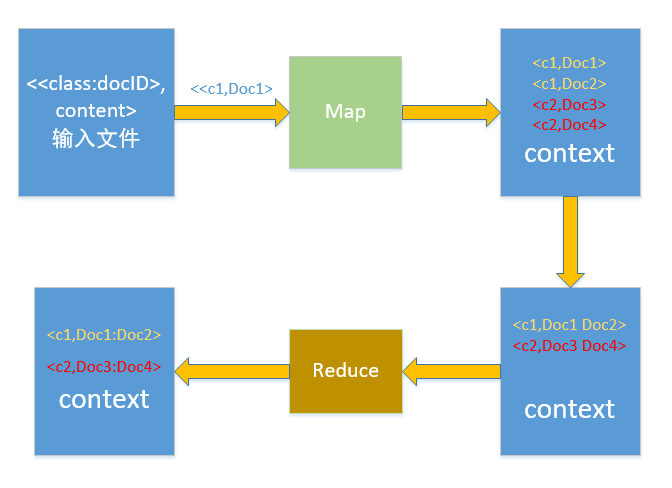 <<class:docID>,
content>
输入文件
<<c1,Doc1>
Map
<c1,Doc1>
<c1,Doc2>
<c2,Doc3>
<c2,Doc4>
context
<c1,Doc1:Doc2>
<c2,Doc3:Doc4>
context
Reduce
<c1,Doc1 Doc2>
<c2,Doc3 Doc4>
context